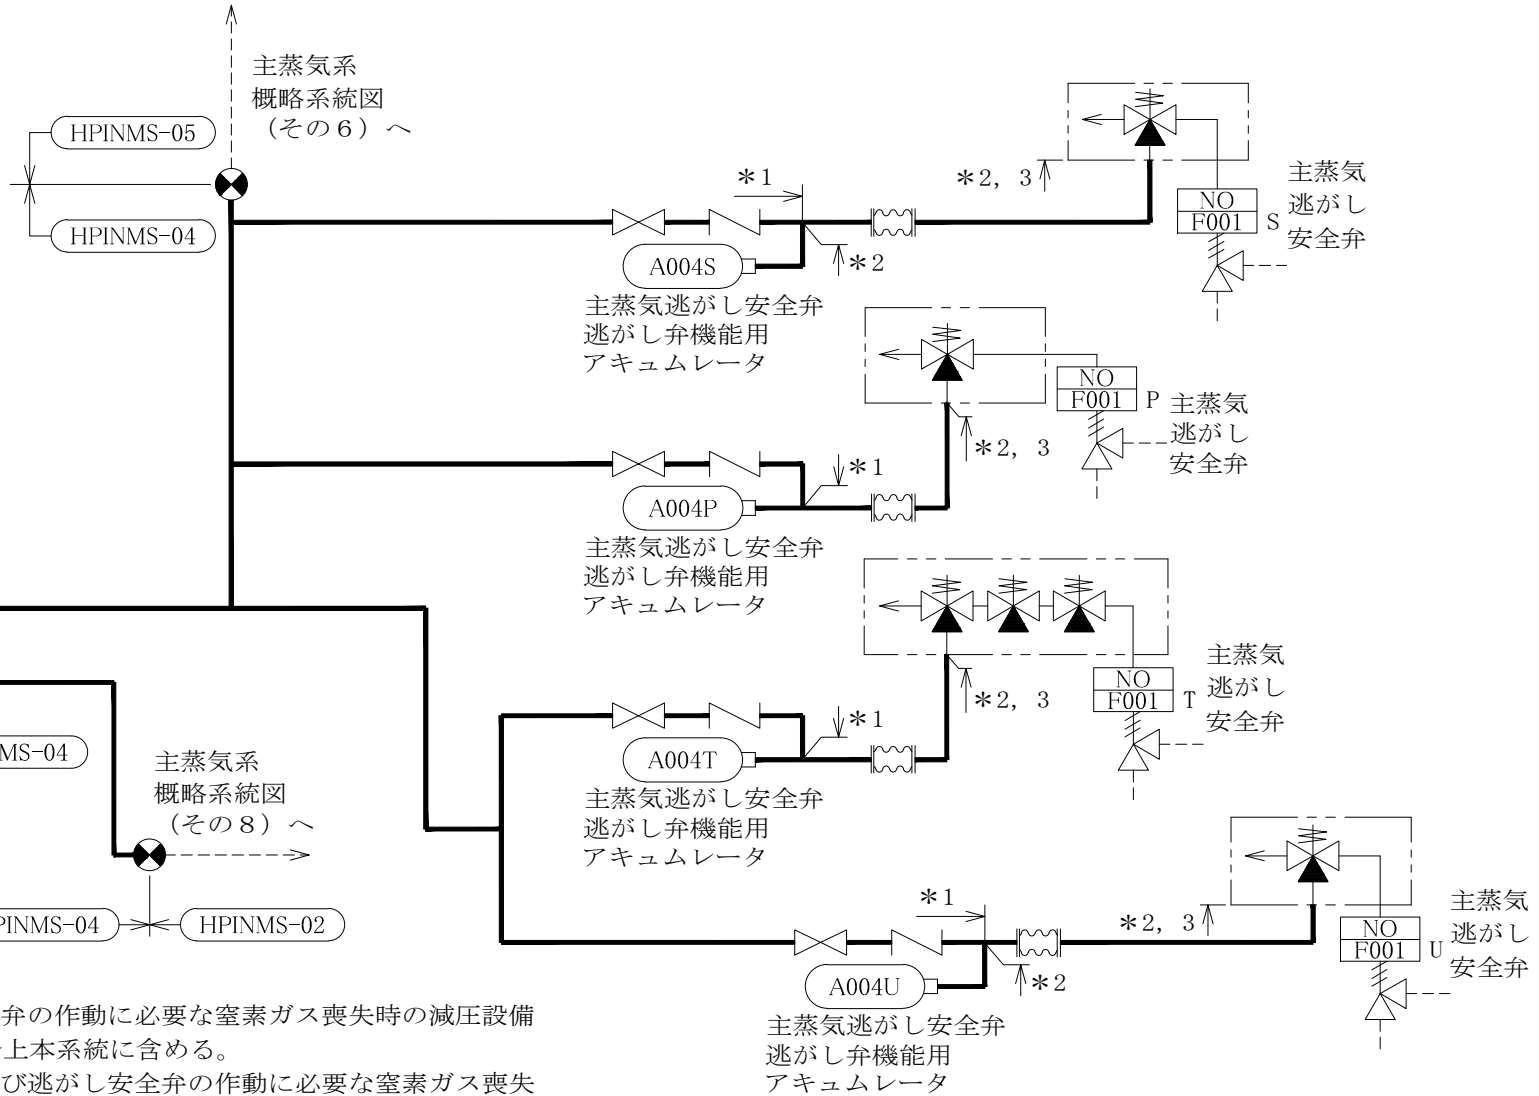 主蒸気系
概略系統図
（その６）へ
HPINMS-05
HPINMS-04
＊1
＊2, 3
主蒸気
逃がし
安全弁
NO
F001
S
A004S
＊2
主蒸気逃がし安全弁
逃がし弁機能用
アキュムレータ
NO
F001
P
主蒸気
逃がし
安全弁
＊2, 3
＊1
A004P
主蒸気逃がし安全弁
逃がし弁機能用
アキュムレータ
主蒸気
逃がし
安全弁
NO
F001
T
＊2, 3
＊1
A004T
主蒸気逃がし安全弁
逃がし弁機能用
アキュムレータ
MS-04
主蒸気系
概略系統図
（その８）へ
PINMS-04
HPINMS-02
＊1
＊2, 3
主蒸気
逃がし
安全弁
NO
F001
U
A004U
＊2
主蒸気逃がし安全弁
逃がし弁機能用
アキュムレータ
弁の作動に必要な窒素ガス喪失時の減圧設備
上本系統に含める。
び逃がし安全弁の作動に必要な窒素ガス喪失